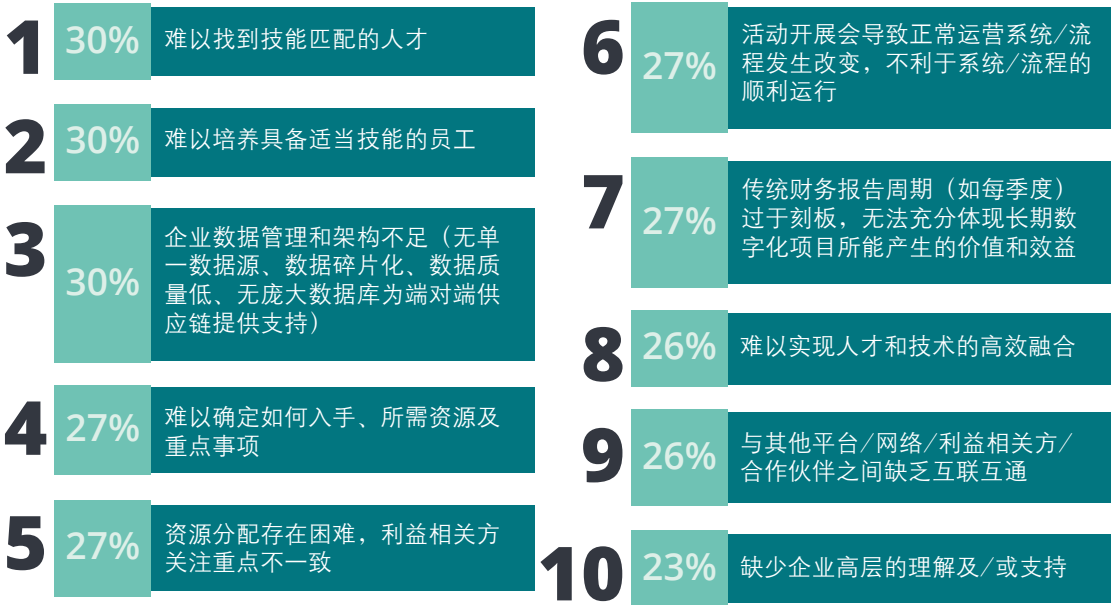 1
30%
难以找到技能匹配的人才
2
30%
难以培养具备适当技能的员工
3
30%
企业数据管理和架构不足（无单
一数据源、数据碎片化、数据质
量低、无庞大数据库为端对端供
应链提供支持）
4
27%
难以确定如何入手、所需资源及
重点事项
5
27%
资源分配存在困难，利益相关方
关注重点不一致
6
27%
活动开展会导致正常运营系统/流
程发生改变，不利于系统/流程的
顺利运行
7
27%
传统财务报告周期（如每季度）
过于刻板，无法充分体现长期数
字化项目所能产生的价值和效益
8
26%
难以实现人才和技术的高效融合
9
26%
与其他平台/网络/利益相关方/
合作伙伴之间缺乏互联互通
10
23%
缺少企业高层的理解及/或支持